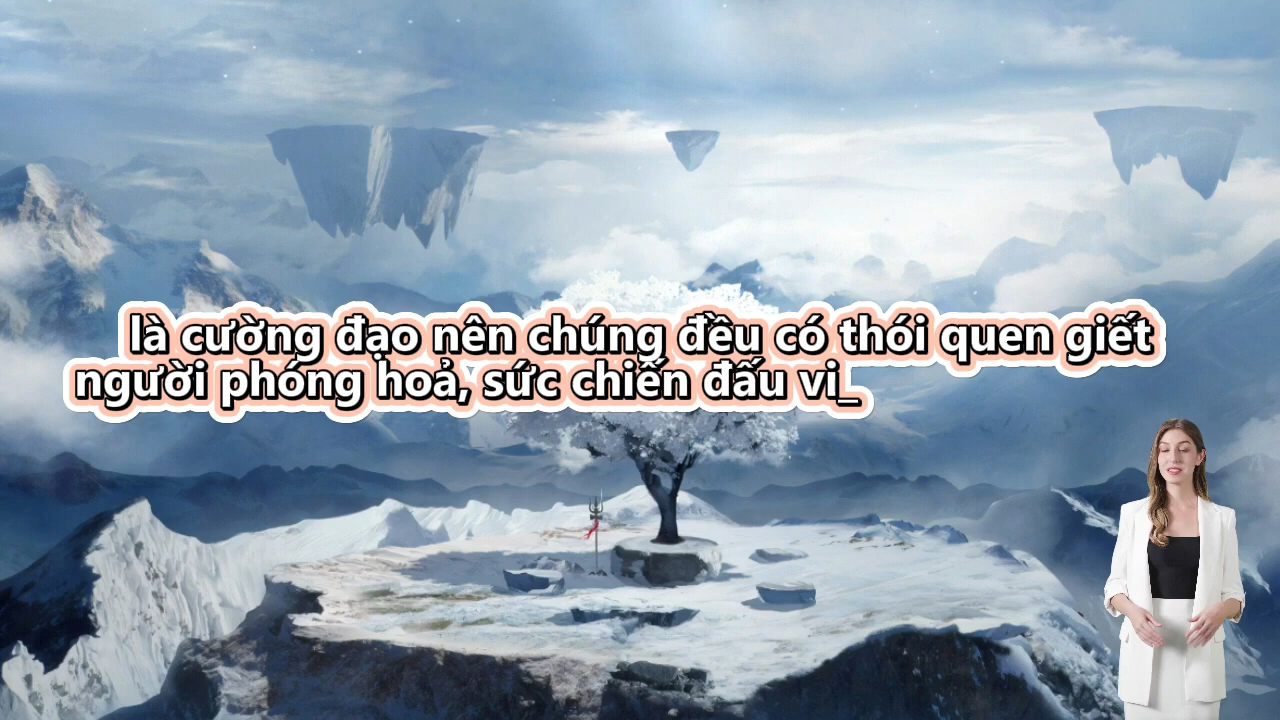 là cường đạo nên chúng đều có thói quen giết
người phóng hoả, sức chiến đấu vi_